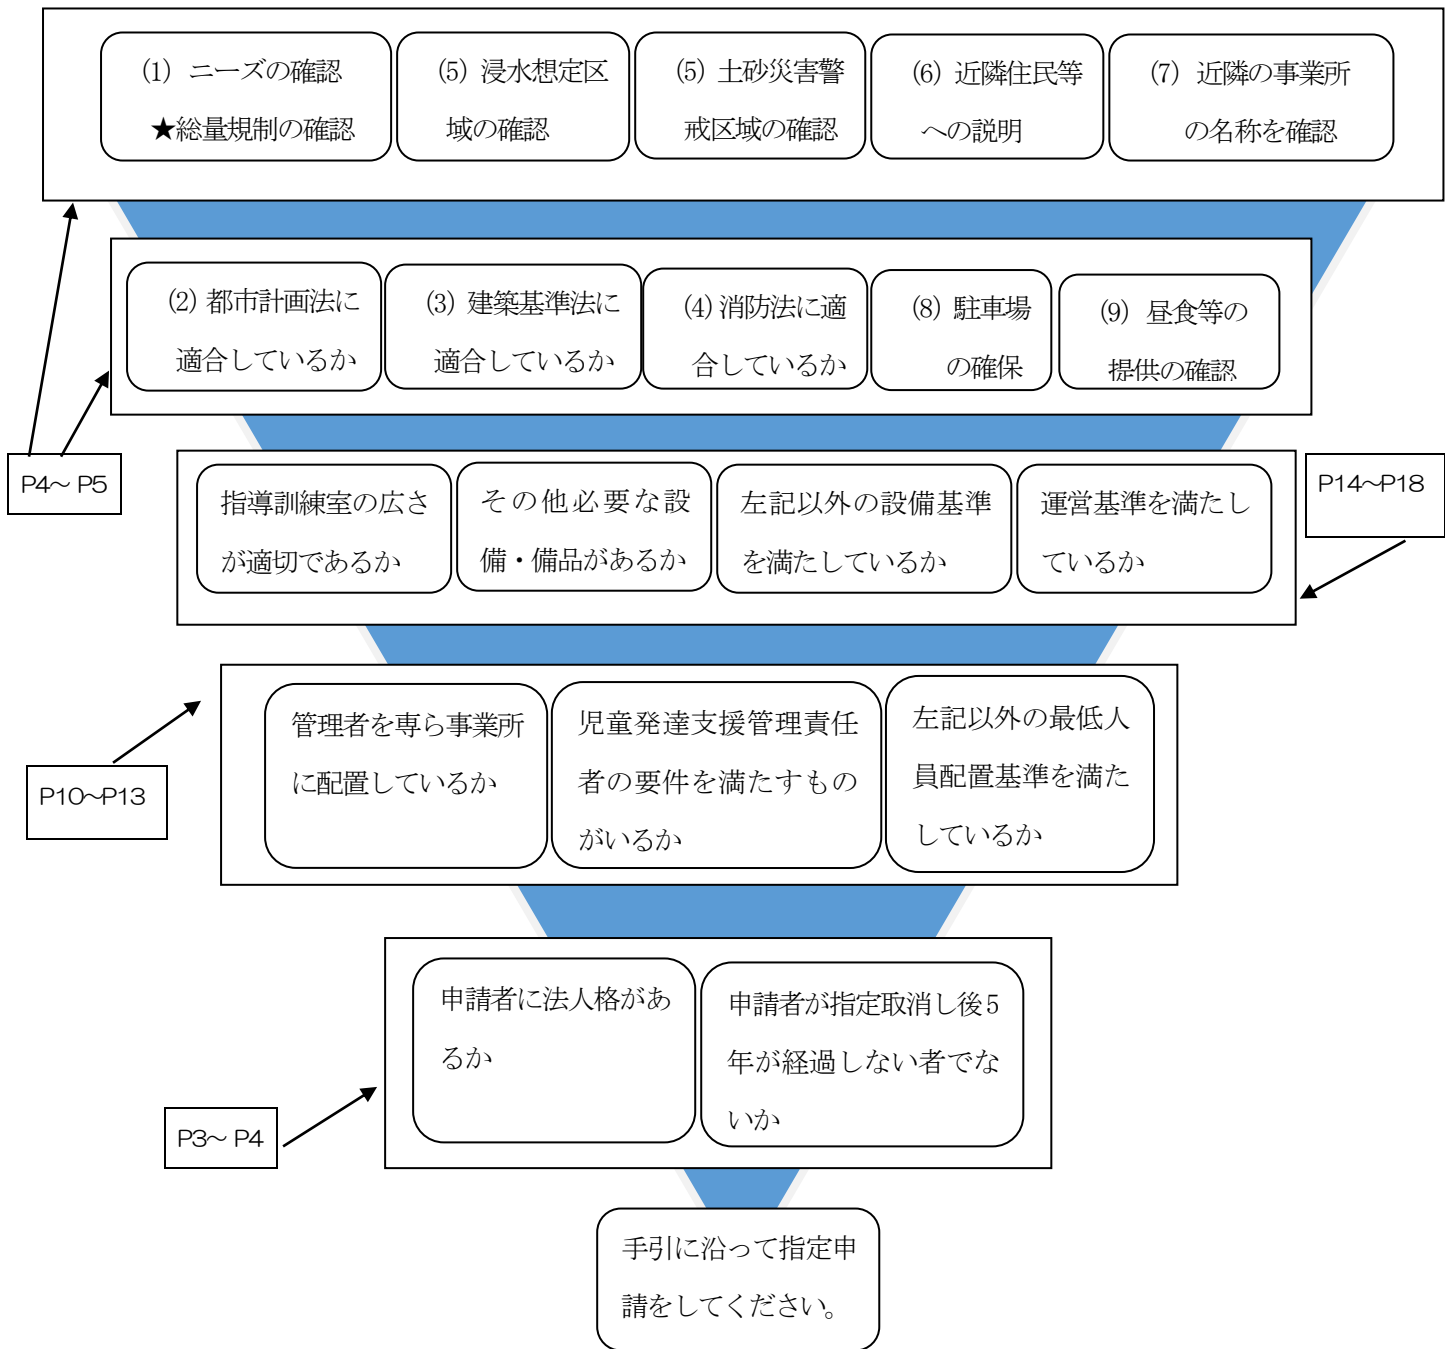 (1) ニーズの確認
★総量規制の確認
(5) 浸水想定区
域の確認
(5) 土砂災害警
戒区域の確認
(6) 近隣住民等
への説明
(7) 近隣の事業所
の名称を確認
(2) 都市計画法に
適合しているか
(3) 建築基準法に
適合しているか
(4) 消防法に適
合しているか
(8) 駐車場
の確保
(9) 昼食等の
提供の確認
P4～ P5
指導訓練室の広さ
が適切であるか
その他必要な設
備・備品があるか
左記以外の設備基準
を満たしているか
運営基準を満たし
ているか
P14～P18
管理者を専ら事業所
に配置しているか
児童発達支援管理責任
者の要件を満たすもの
がいるか
左記以外の最低人
員配置基準を満た
しているか
P10～P13
申請者に法人格があ
るか
申請者が指定取消し後5
年が経過しない者でな
いか
P3～ P4
手引に沿って指定申
請をしてください。